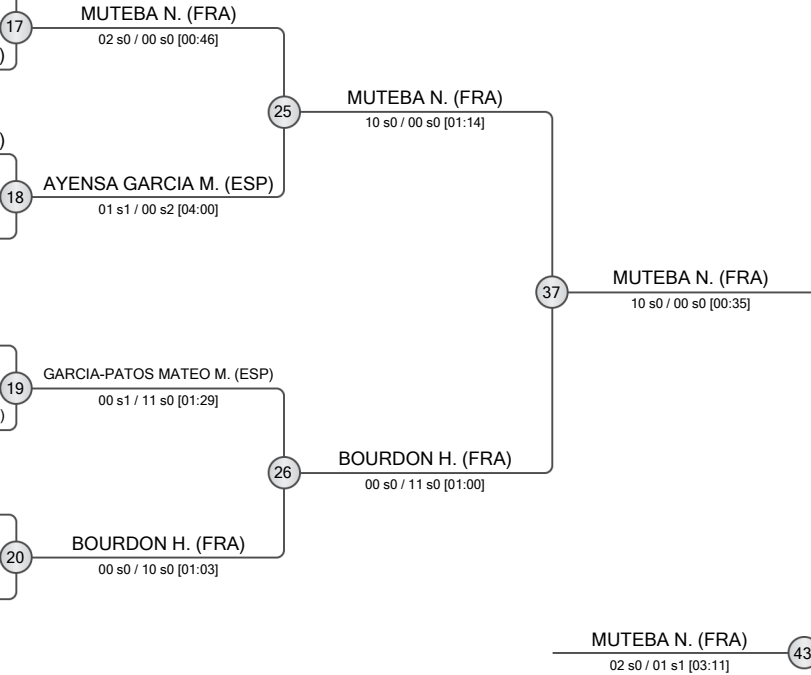 17
MUTEBA N. (FRA)
02 s0 / 00 s0 [00:46]
)
25
MUTEBA N. (FRA)
10 s0 / 00 s0 [01:14]
)
18
AYENSA GARCIA M. (ESP)
01 s1 / 00 s2 [04:00]
37
MUTEBA N. (FRA)
10 s0 / 00 s0 [00:35]
19
GARCIA-PATOS MATEO M. (ESP)
00 s1 / 11 s0 [01:29]
)
26
BOURDON H. (FRA)
00 s0 / 11 s0 [01:00]
20
BOURDON H. (FRA)
00 s0 / 10 s0 [01:03]
MUTEBA N. (FRA)
02 s0 / 01 s1 [03:11]
43